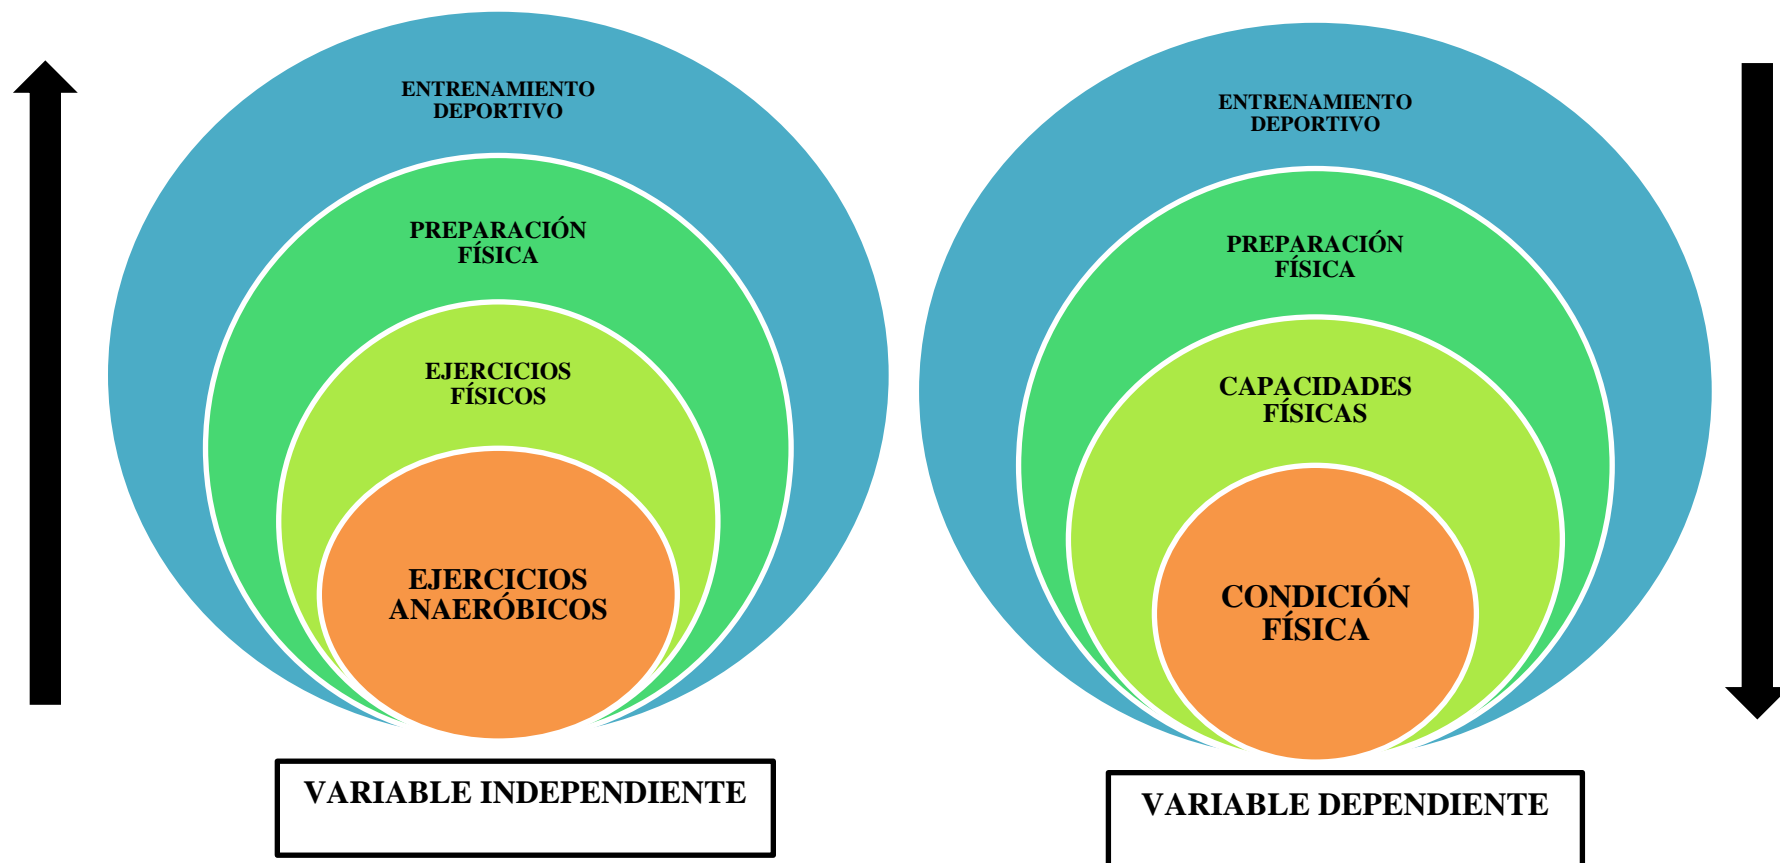 ENTRENAMIENTO
DEPORTIVO
PREPARACIÓN
FÍSICA
EJERCICIOS
FÍSICOS
EJERCICIOS
ANAERÓBICOS
VARIABLE INDEPENDIENTE
ENTRENAMIENTO
DEPORTIVO
PREPARACIÓN
FÍSICA
CAPACIDADES
FÍSICAS
CONDICIÓN
FÍSICA
VARIABLE DEPENDIENTE